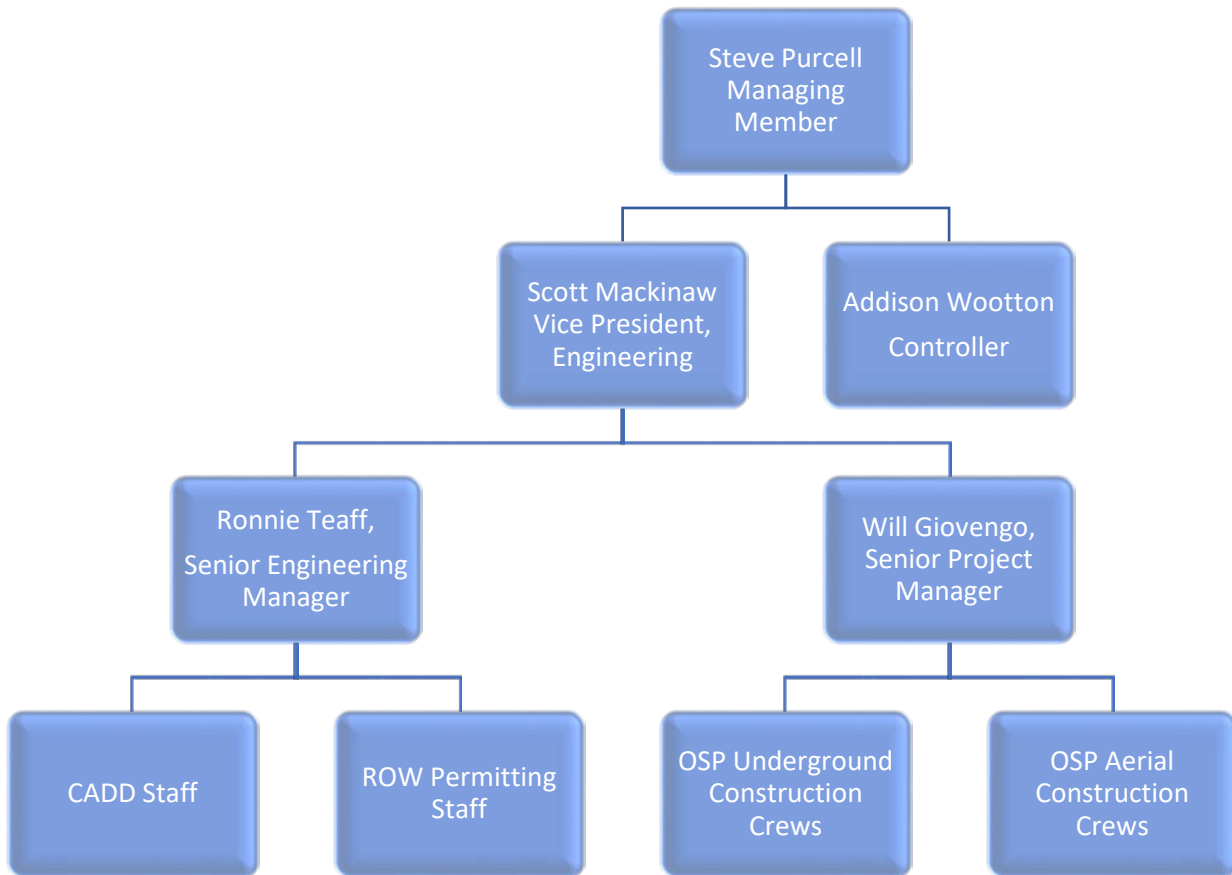 Steve Purcell
Managing
Member
Scott Mackinaw
Vice President,
Engineering
Addison Wootton
Controller
Ronnie Teaff,
Senior Engineering
Manager
Will Giovengo,
Senior Project
Manager
CADD Staff
ROW Permitting
Staff
OSP Underground
Construction
Crews
OSP Aerial
Construction
Crews